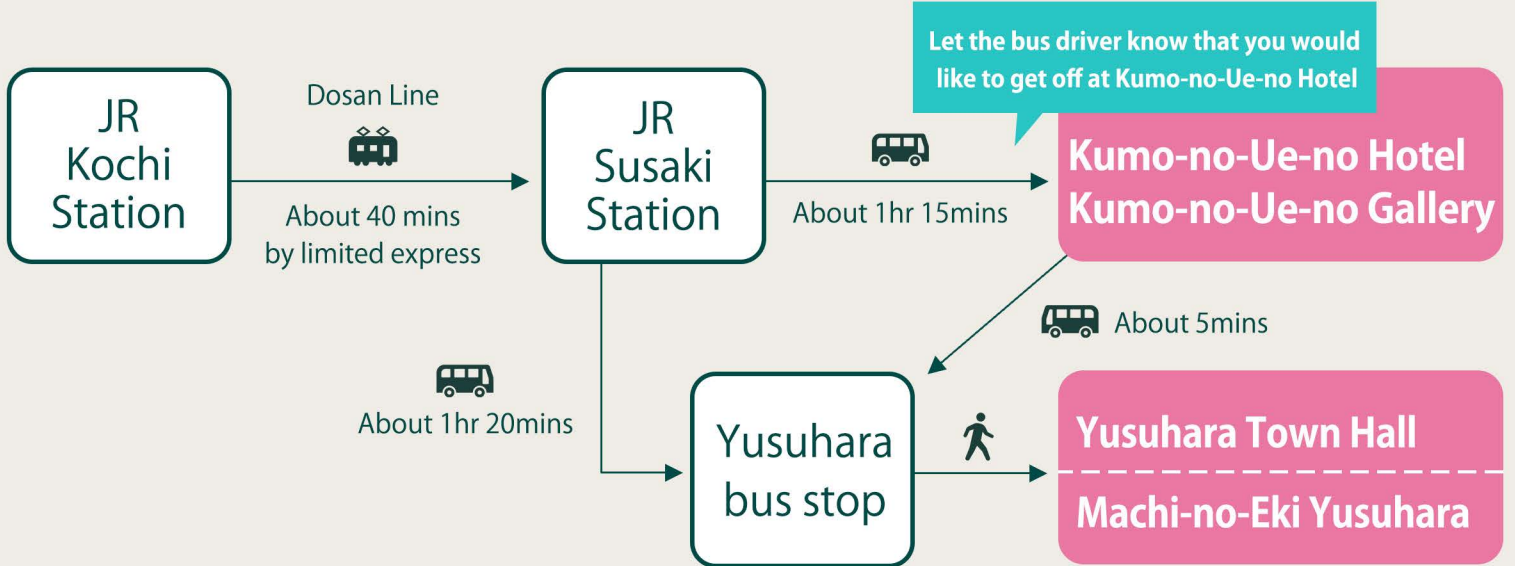 Let the bus driver know that you would
like to get off at Kumo-no-Ue-no Hotel
JR
Kochi
Station
Dosan Line
About 40 mins
by limited express
JR
Susaki
Station
About 1hr 15mins
Kumo-no-Ue-no Hotel
Kumo-no-Ue-no Gallery
About 5mins
About 1hr 20mins
Yusuhara
bus stop
Yusuhara Town Hall
Machi-no-Eki Yusuhara